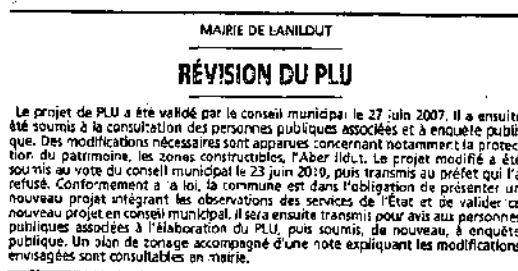 MAIRIE DE LANILDUT
RÉVISION DU PLU
Le projet de PLU a été validé par le conseil municipal le 27 juin 2007. Il a ensuite
été soumis à la consultation des personnes publiques associées et à enquête publi-
que. Des modifications nécessaires sont apparues concernant notamment la protec-
tion du patrimoine, les zones constructibles, l'Aber Ildut. Le projet modifié a été
soumis au vote du conseil municipal le 23 juin 2010, puis transmis au préfet qui l'a
refusé. Conformement a la loi, la commune est dans l'obligation de présenter un
nouveau projet intégrant les observations des services de l'État et de valider ce
nouveau projet en conseil municipal. il sera ensuite transmis pour avis aux personnes
publiques associées à l'élaboration du PLU, puis soumis, de nouveau, à enquête
publique. Un plan de zonage accompagné d'une note expliquant les modifications
envisagées sont consultables en mairie.